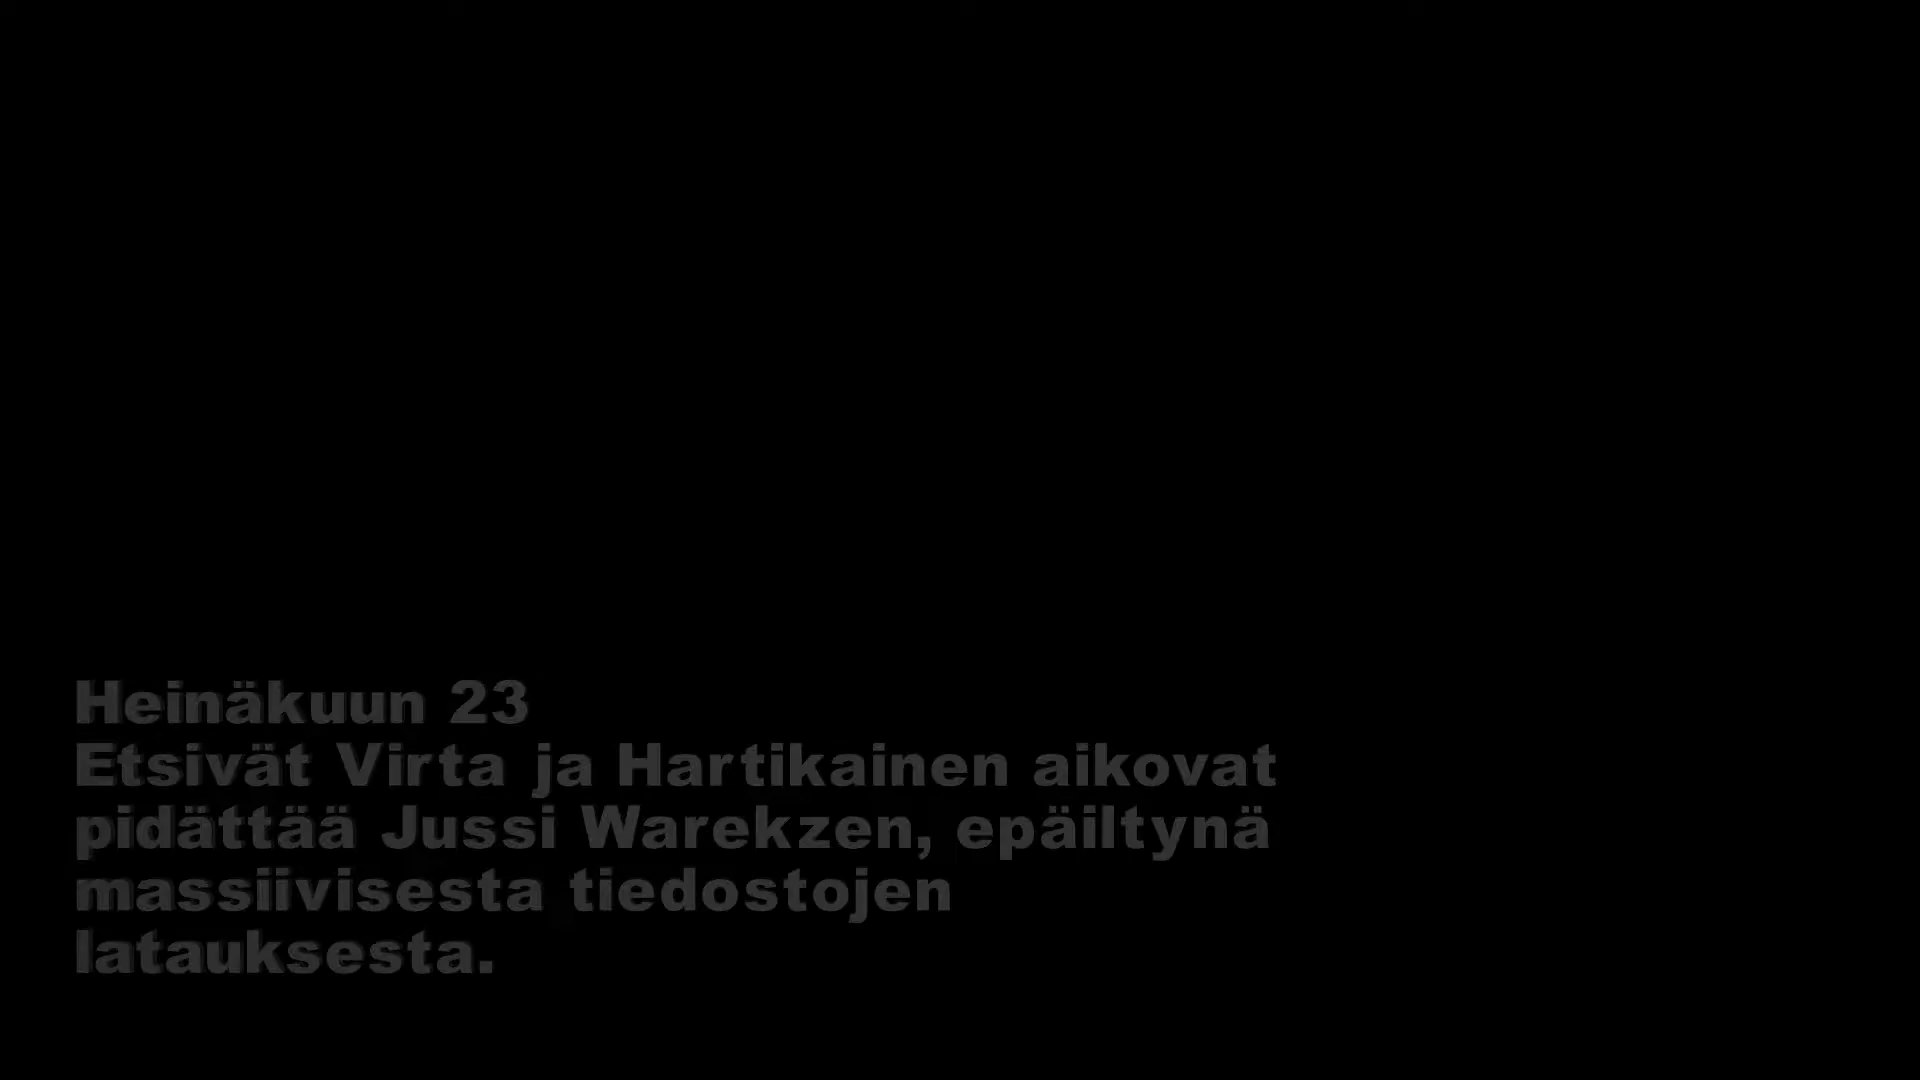 Heinäkuun 23
Etsivät Virta ja Hartikainen aikovat
pidättää Jussi Warekzen, epäiltynä
massiivisesta tiedostojen
latauksesta.